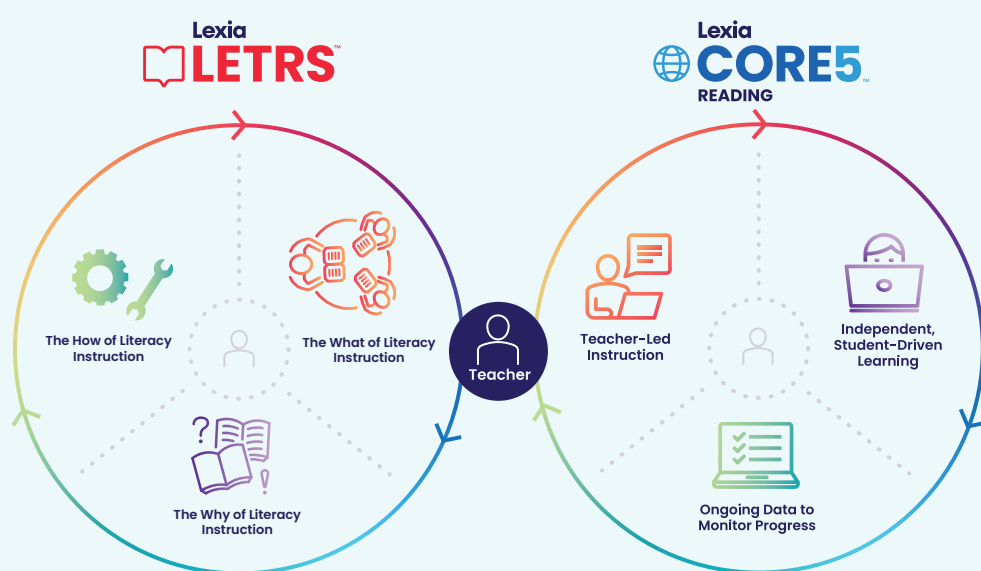 Lexia
LETRS™
Lexia
CORE5™
READING
The How of Literacy
Instruction
The What of Literacy
Instruction
?
!
The Why of Literacy
Instruction
Teacher
Teacher-Led
Instruction
Independent,
Student-Driven
Learning
Ongoing Data to
Monitor Progress